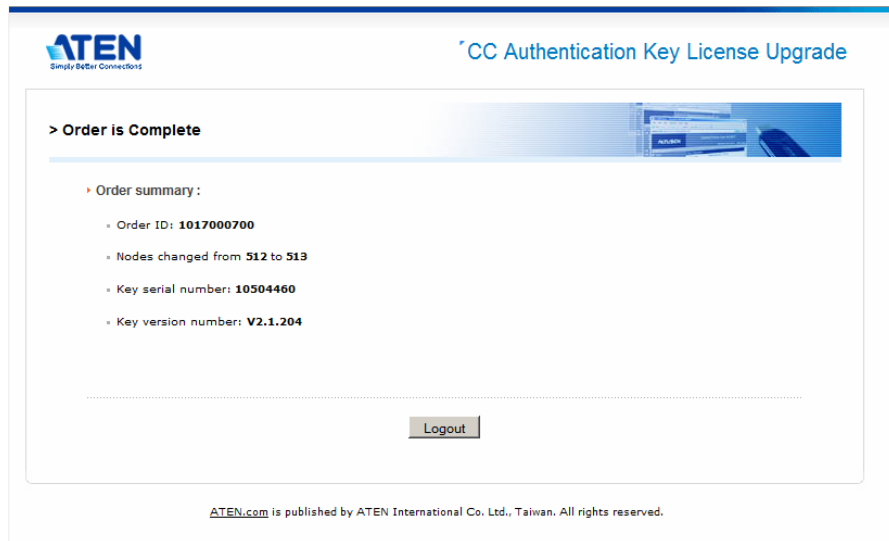 ATEN
Simply Better Connections
CC Authentication Key License Upgrade
> Order is Complete
ALTUSEN
Order summary :
Order ID: 1017000700
Nodes changed from 512 to 513
Key serial number: 10504460
Key version number: V2.1.204
Logout
ATEN.com is published by ATEN International Co. Ltd., Taiwan. All rights reserved.